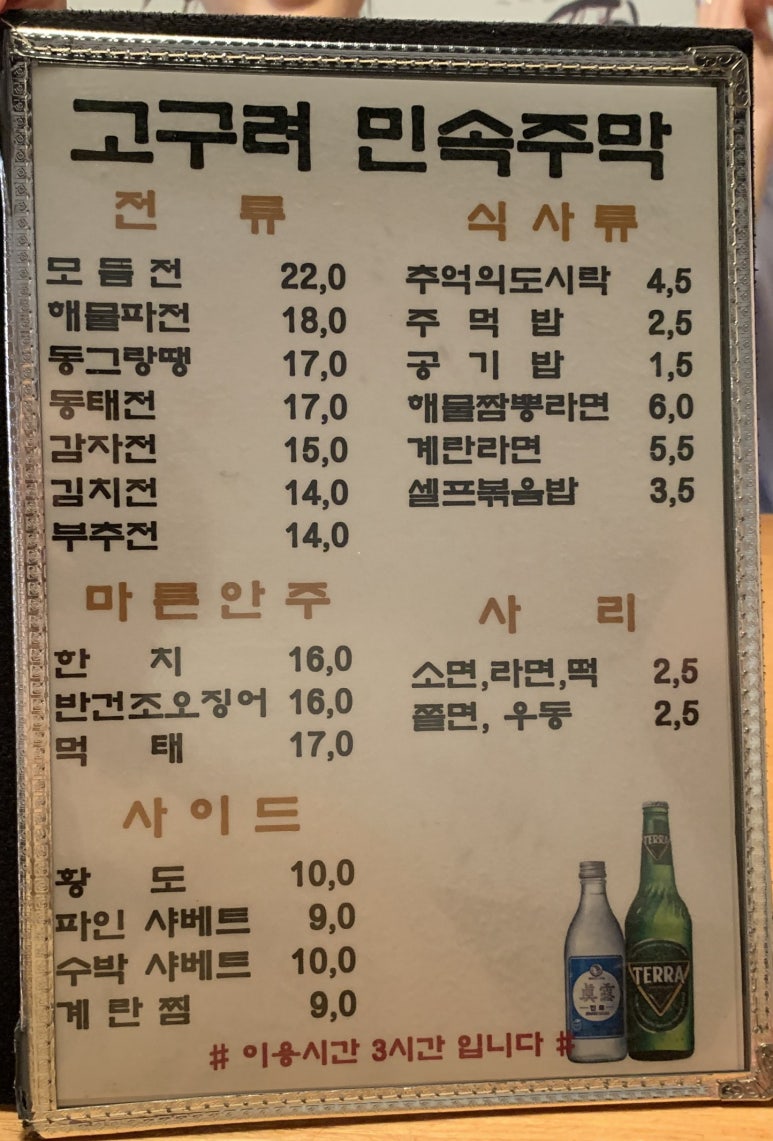 고구려 민속주막
전 류
모듬전 22,0
해물파전 18,0
동그랑땡 17,0
동태전 17,0
감자전 15,0
김치전 14,0
부추전 14,0
마른안주
한 치 16,0
반건조오징어 16,0
먹 태 17,0
사이드
황 도 10,0
파인 샤베트 9,0
수박 샤베트 10,0
계란찜 9,0
식사류
추억의도시락 4,5
주 먹 밥 2,5
공 기 밥 1,5
해물짬뽕라면 6,0
계란라면 5,5
셀프볶음밥 3,5
사 리
소면,라면,떡 2,5
쫄면, 우동 2,5
TERRA
TERRA
眞露
# 이용시간 3시간 입니다 #